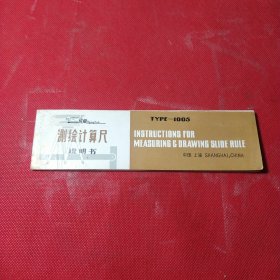 测绘计算尺
说明书
TYPE—1005
INSTRUCTIONS FOR
MEASURING & DRAWING SLIDE RULE
中国 上海 SHANGHAI, CHINA